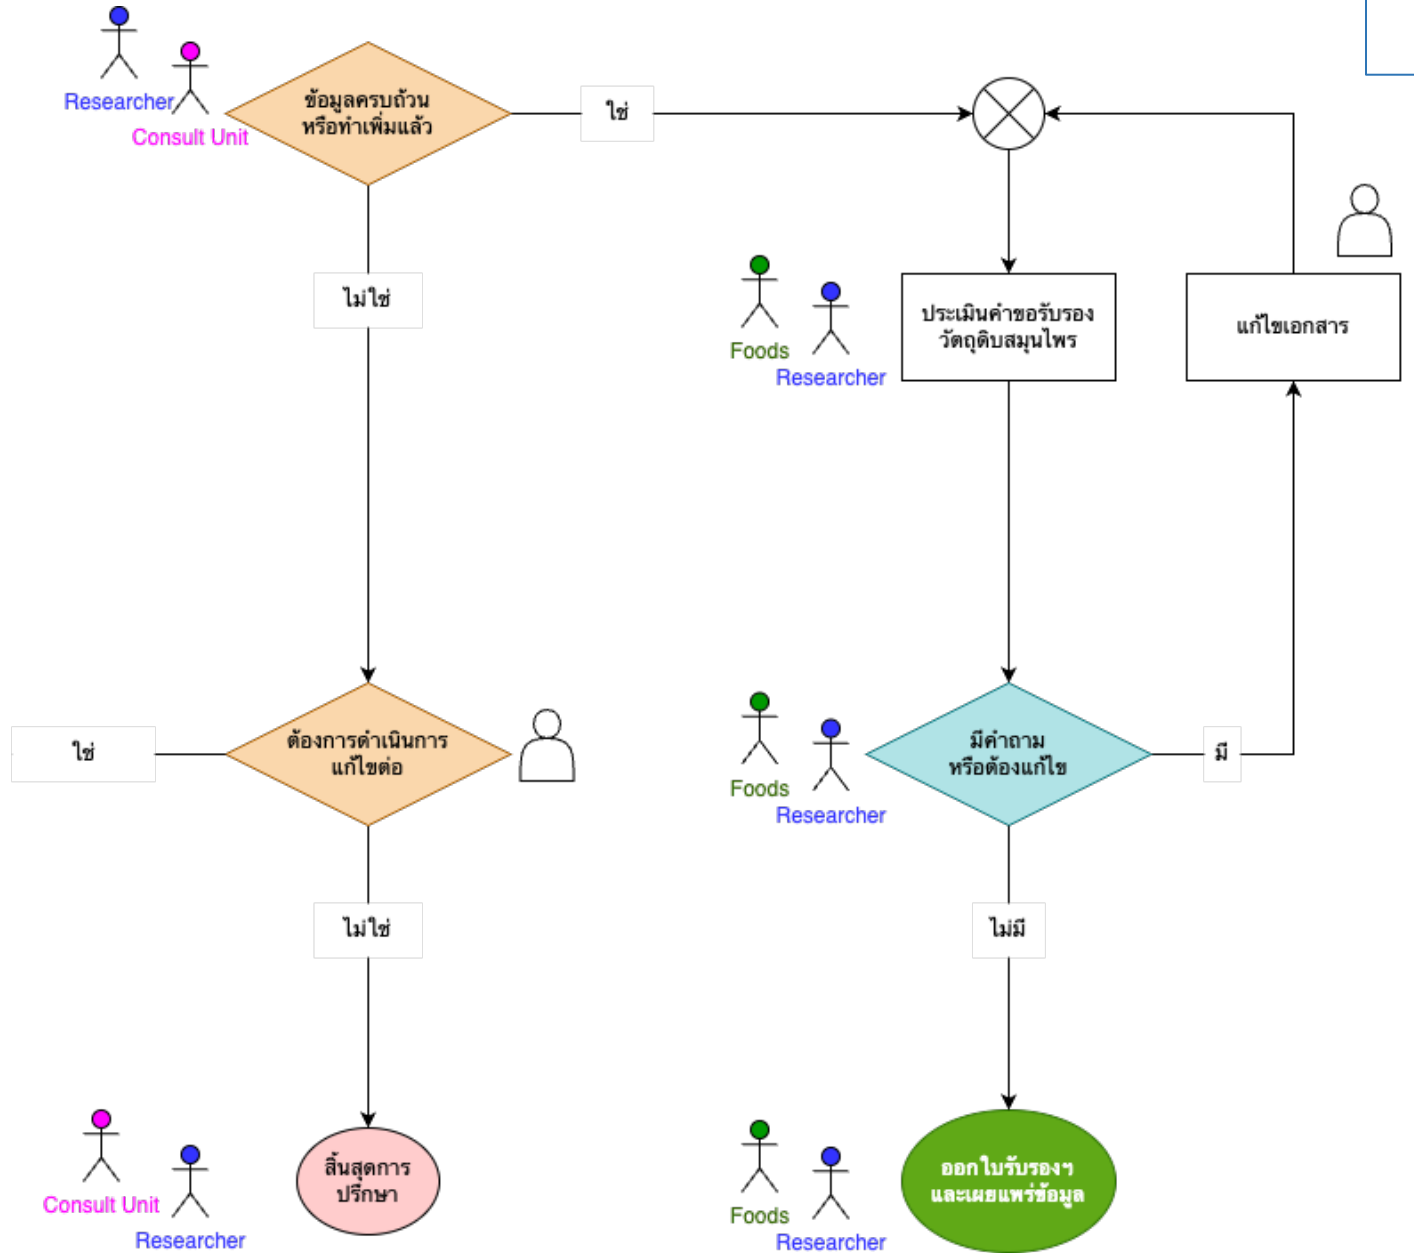 Researcher
Consult Unit
ข้อมูลครบถ้วน
หรือทำเพิ่มแล้ว
ใช่
ไม่ใช่
Foods
Researcher
ประเมินคำขอรับรอง
วัตถุดิบสมุนไพร
แก้ไขเอกสาร
ใช่
ต้องการดำเนินการ
แก้ไขต่อ
Foods
Researcher
มีคำถาม
หรือต้องแก้ไข
มี
ไม่ใช่
ไม่มี
Consult Unit
Researcher
สิ้นสุดการ
ปรึกษา
Foods
Researcher
ออกใบรับรองฯ
และเผยแพร่ข้อมูล